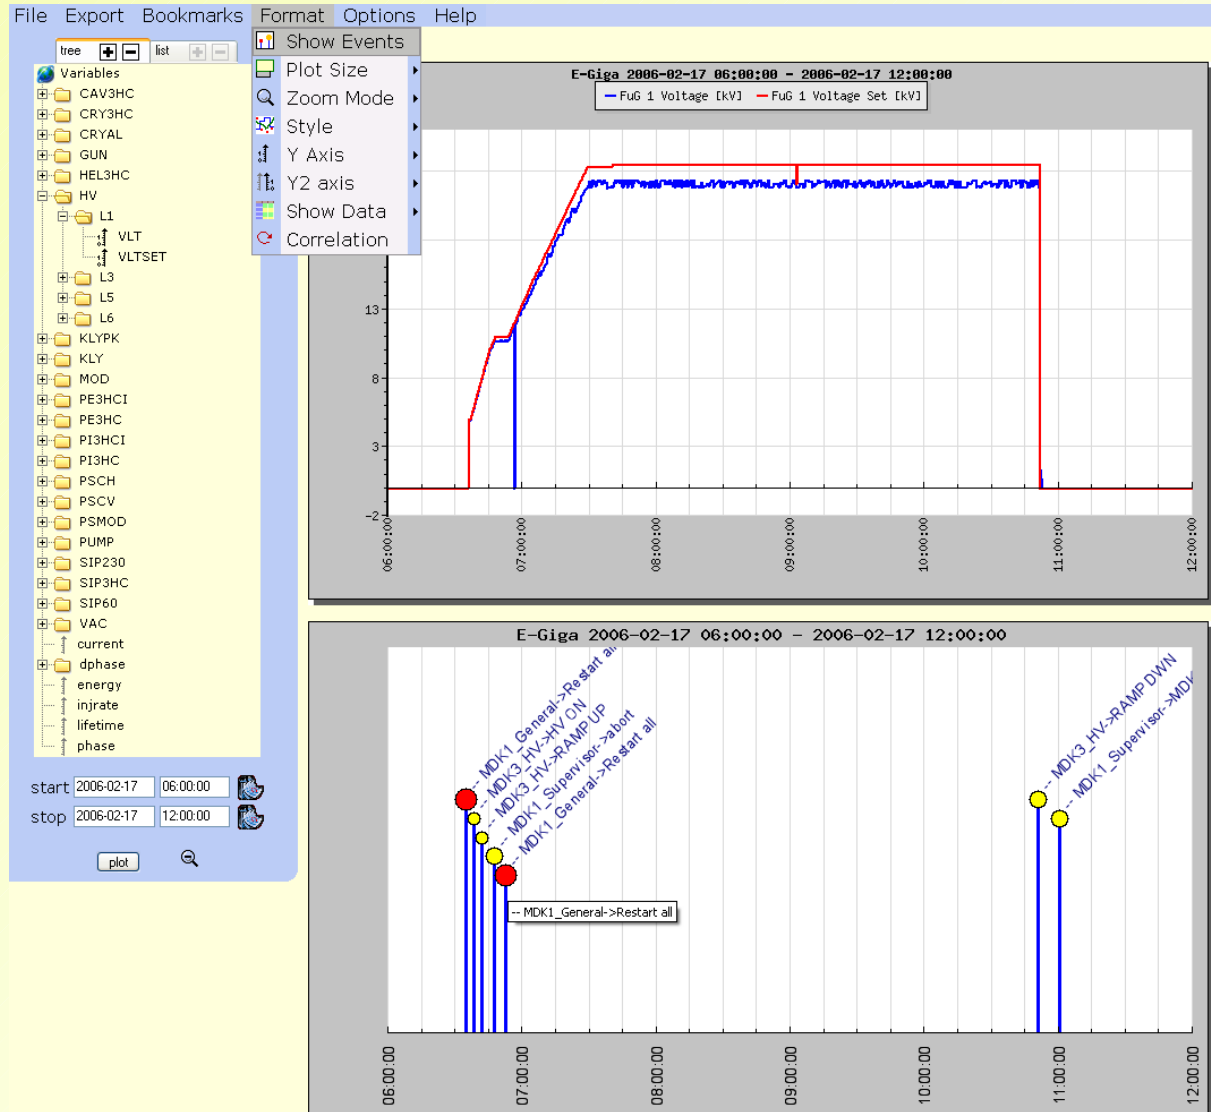 File Export Bookmarks Format Options Help
Show Events
Plot Size
Zoom Mode
Style
Y Axis
Y2 axis
Show Data
Correlation
tree list
Variables
CAV3HC
CRY3HC
CRYAL
GUN
HEL3HC
HV
L1
VLT
VLTSET
L3
L5
L6
KLYPK
KLY
MOD
PE3HCI
PE3HC
PI3HCI
PI3HC
PSCH
PSCV
PSMOD
PUMP
SIP230
SIP3HC
SIP60
VAC
current
dphase
energy
injrate
lifetime
phase
start 2006-02-17 06:00:00
stop 2006-02-17 12:00:00
plot
E-Giga 2006-02-17 06:00:00 - 2006-02-17 12:00:00
FuG 1 Voltage [kV] FuG 1 Voltage Set [kV]
13
8
3
-2
06:00:00 07:00:00 08:00:00 09:00:00 10:00:00 11:00:00 12:00:00
E-Giga 2006-02-17 06:00:00 - 2006-02-17 12:00:00
-- MDK1_General->Restart all
-- MDK3_HV->HV ON
-- MDK3_HV->RAMP UP
-- MDK1_Supervisor->abort
-- MDK1_General->Restart all
-- MDK3_HV->RAMP DWN
-- MDK1_Supervisor->MDK
-- MDK1_General->Restart all
06:00:00 07:00:00 08:00:00 09:00:00 10:00:00 11:00:00 12:00:00